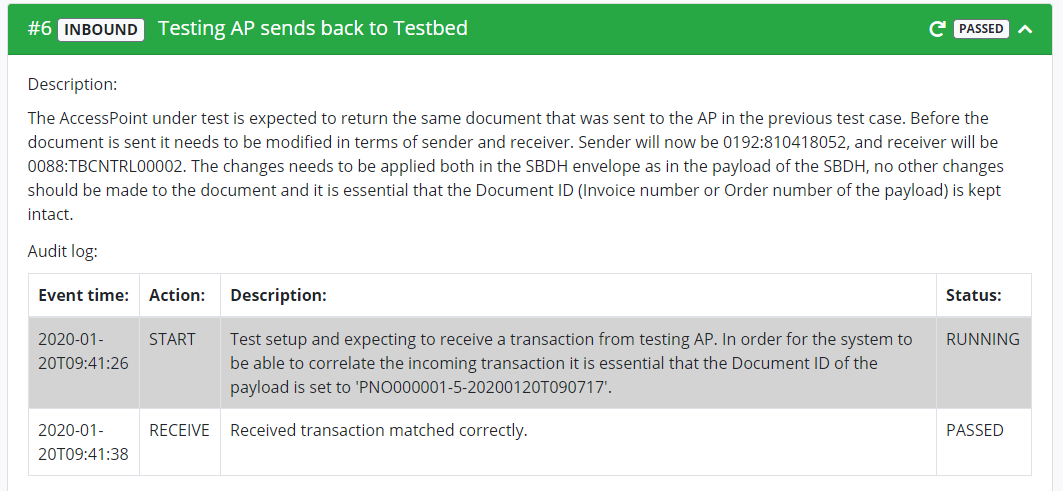 #6 INBOUND Testing AP sends back to Testbed PASSED
Description:
The AccessPoint under test is expected to return the same document that was sent to the AP in the previous test case. Before the
document is sent it needs to be modified in terms of sender and receiver. Sender will now be 0192:810418052, and receiver will be
0088:TBCNTRL00002. The changes needs to be applied both in the SBDH envelope as in the payload of the SBDH, no other changes
should be made to the document and it is essential that the Document ID (Invoice number or Order number of the payload) is kept
intact.
Audit log:
Event time: Action: Description: Status:
2020-01-
20T09:41:26
START
Test setup and expecting to receive a transaction from testing AP. In order for the system to
be able to correlate the incoming transaction it is essential that the Document ID of the
payload is set to 'PNO000001-5-20200120T090717'.
RUNNING
2020-01-
20T09:41:38
RECEIVE
Received transaction matched correctly.
PASSED